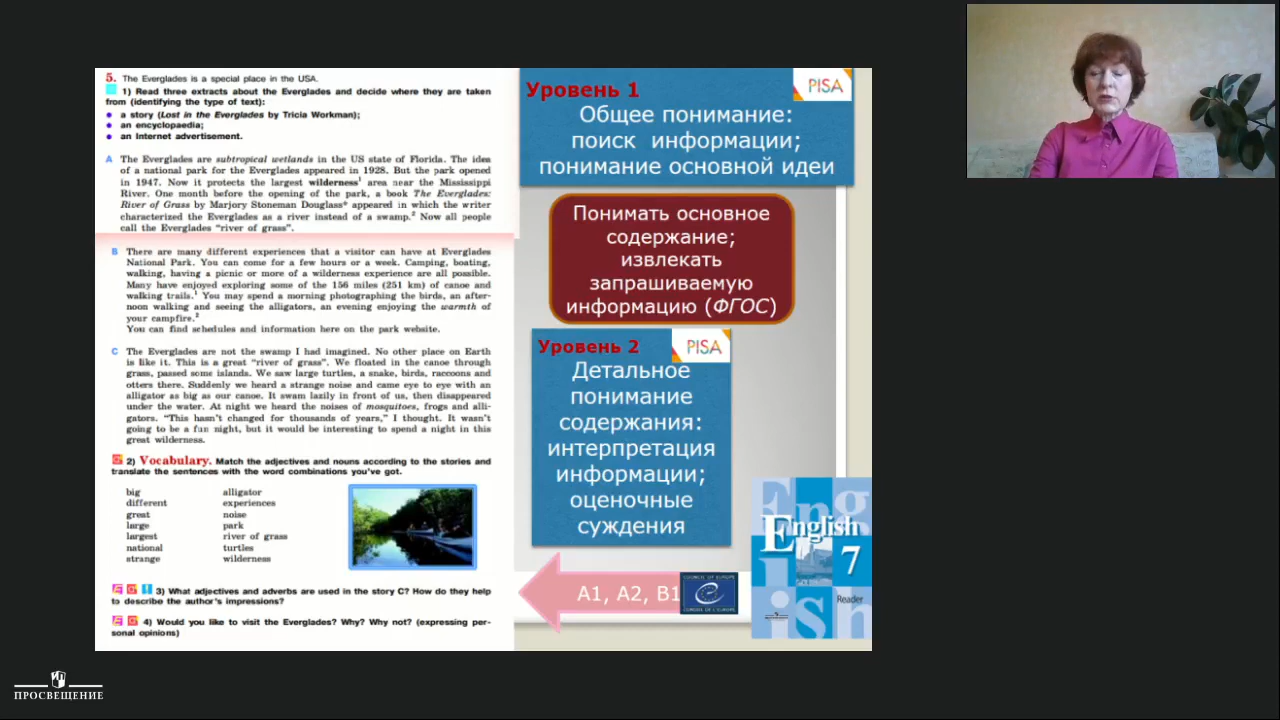 5. The Everglades is a special place in the USA.
1) Read three extracts about the Everglades and decide where they are taken
from (identifying the type of text):
• a story (Lost in the Everglades by Tricia Workman);
• an encyclopaedia;
• an Internet advertisement.
A The Everglades are subtropical wetlands in the US state of Florida. The idea
of a national park for the Everglades appeared in 1928. But the park opened
in 1947. Now it protects the largest wilderness¹ area near the Mississippi
River. One month before the opening of the park, a book The Everglades:
River of Grass by Marjory Stoneman Douglass* appeared in which the writer
characterized the Everglades as a river instead of a swamp.² Now all people
call the Everglades “river of grass”.
B There are many different experiences that a visitor can have at Everglades
National Park. You can come for a few hours or a week. Camping, boating,
walking, having a picnic or more of a wilderness experience are all possible.
Many have enjoyed exploring some of the 156 miles (251 km) of canoe and
walking trails.¹ You may spend a morning photographing the birds, an after-
noon walking and seeing the alligators, an evening enjoying the warmth of
your campfire.²
You can find schedules and information here on the park website.
C The Everglades are not the swamp I had imagined. No other place on Earth
is like it. This is a great “river of grass”. We floated in the canoe through
grass, passed some islands. We saw large turtles, a snake, birds, raccoons and
otters there. Suddenly we heard a strange noise and came eye to eye with an
alligator as big as our canoe. It swam lazily in front of us, then disappeared
under the water. At night we heard the noises of mosquitoes, frogs and alli-
gators. “This hasn’t changed for thousands of years,” I thought. It wasn’t
going to be a fun night, but it would be interesting to spend a night in this
great wilderness.
2) Vocabulary. Match the adjectives and nouns according to the stories and
translate the sentences with the word combinations you’ve got.
big alligator
different experiences
great noise
large park
largest river of grass
national turtles
strange wilderness
3) What adjectives and adverbs are used in the story C? How do they help
to describe the author’s impressions?
4) Would you like to visit the Everglades? Why? Why not? (expressing per-
sonal opinions)
Уровень 1
PISA
Общее понимание:
поиск информации;
понимание основной идеи
Понимать основное
содержание;
извлекать
запрашиваемую
информацию (ФГОС)
Уровень 2
PISA
Детальное
понимание
содержания:
интерпретация
информации;
оценочные
суждения
A1, A2, B1
English
7
Reader
ПРОСВЕЩЕНИЕ